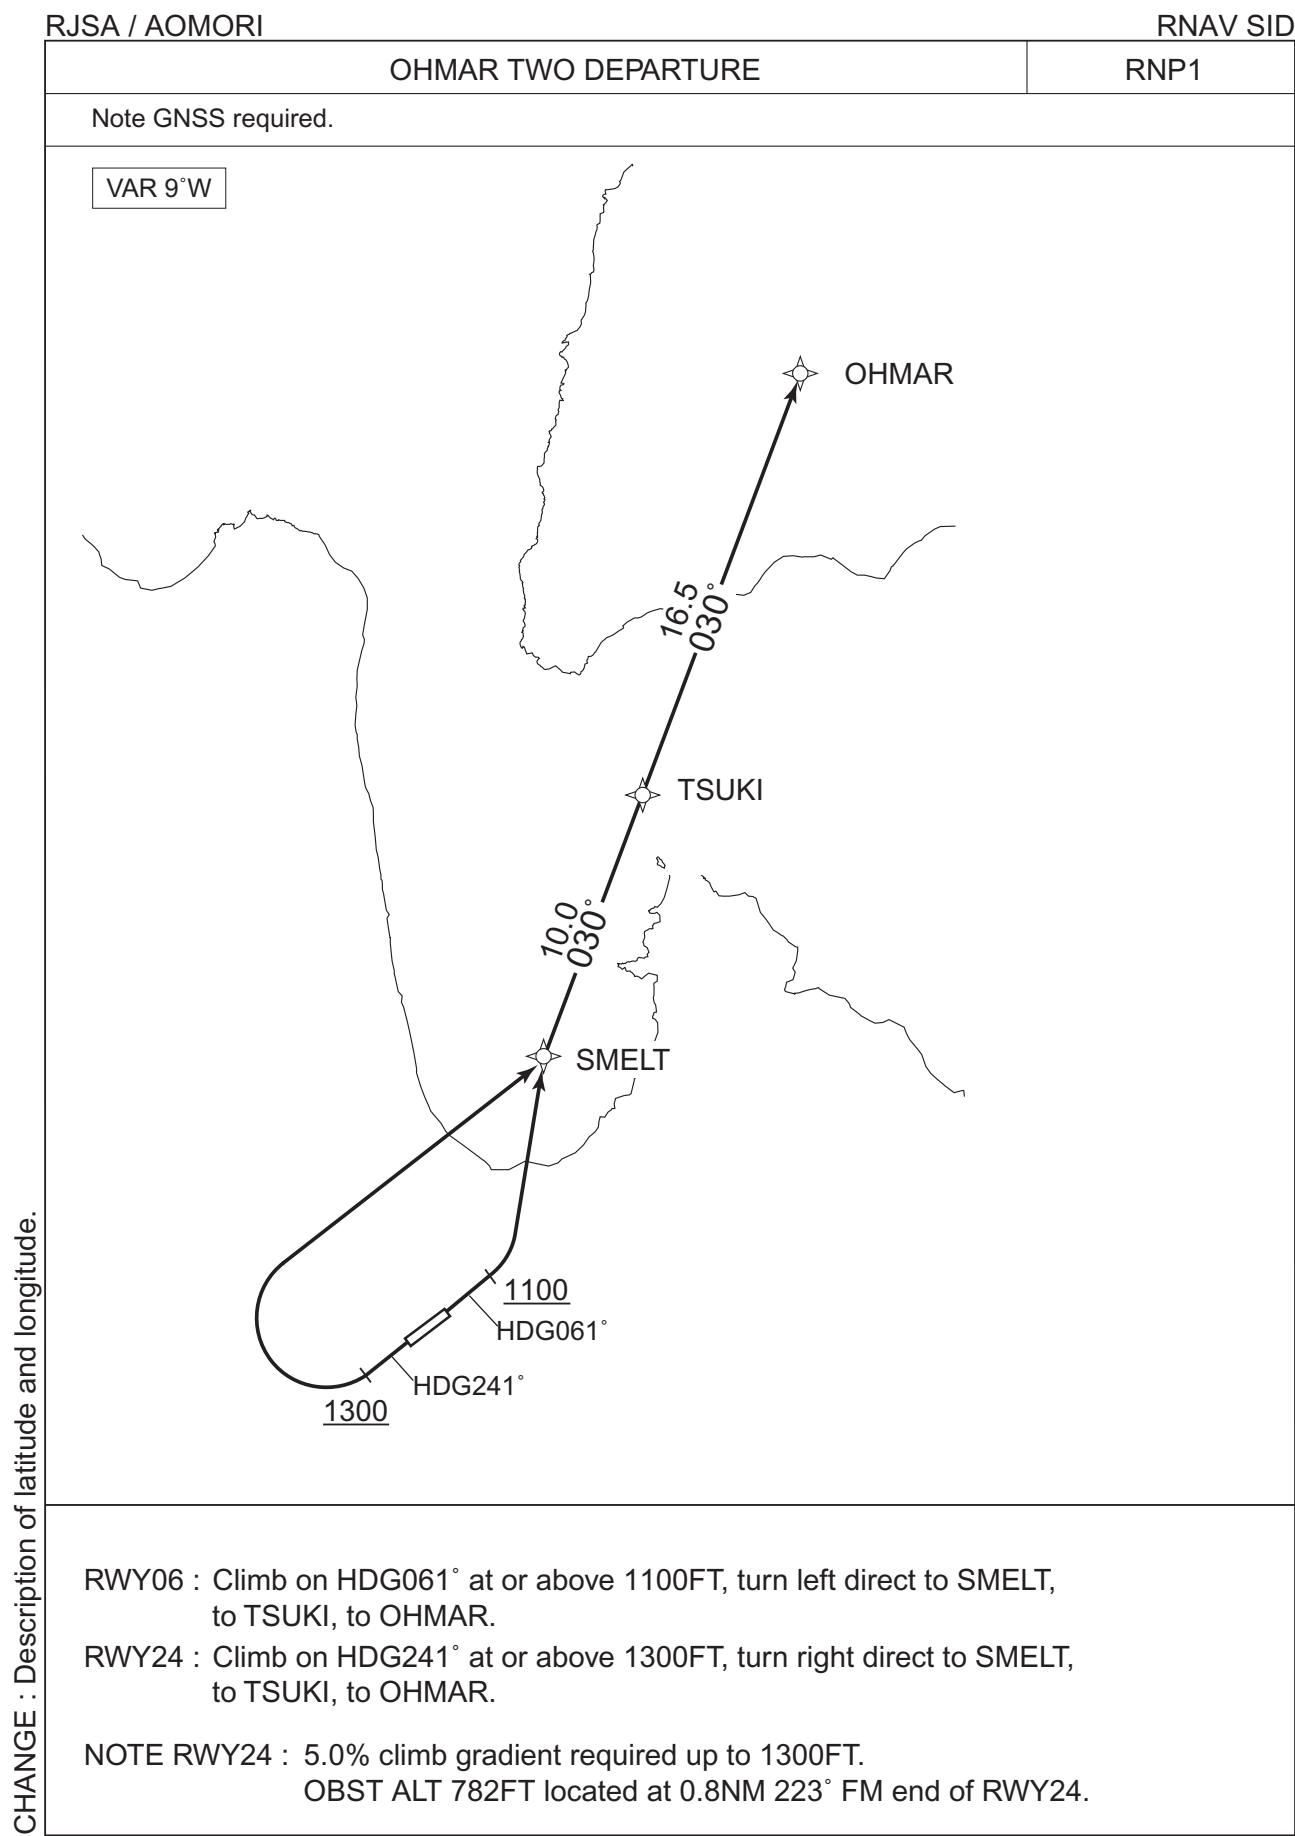 RJSA / AOMORI
RNAV SID
OHMAR TWO DEPARTURE
RNP1
Note GNSS required.
VAR 9˚W
OHMAR
16.5
030˚
TSUKI
10.0
030˚
SMELT
1100
HDG061˚
HDG241˚
1300
RWY06 : Climb on HDG061˚ at or above 1100FT, turn left direct to SMELT,
to TSUKI, to OHMAR.
RWY24 : Climb on HDG241˚ at or above 1300FT, turn right direct to SMELT,
to TSUKI, to OHMAR.
NOTE RWY24 : 5.0% climb gradient required up to 1300FT.
OBST ALT 782FT located at 0.8NM 223˚ FM end of RWY24.
CHANGE : Description of latitude and longitude.